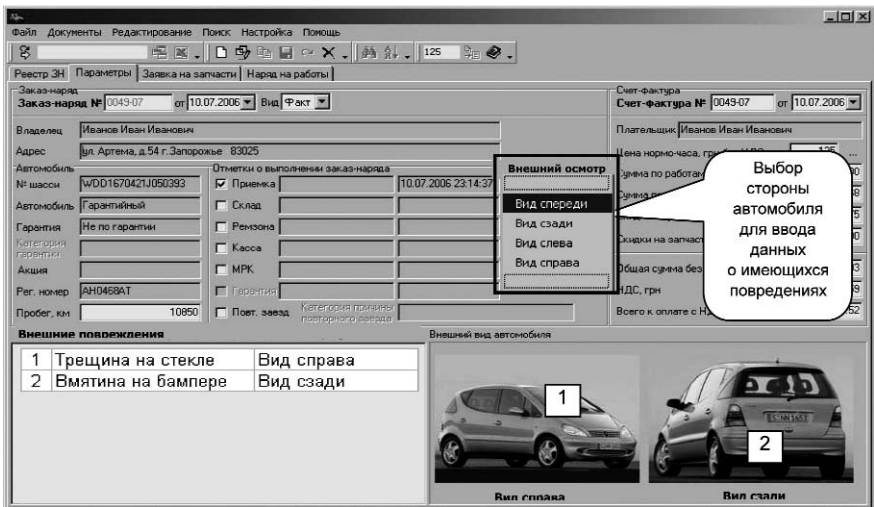 Файл Документы Редактирование Поиск Настройка Помощь
125
Реестр ЗН Параметры Заявка на запчасти Наряд на работы
Заказ-наряд
Заказ-наряд № 0049-07 от 10.07.2006 Вид Факт
Счет-фактура
Счет-фактура № 0049-07 от 10.07.2006
Владелец Иванов Иван Иванович
Плательщик Иванов Иван Иванович
Адрес ул. Артема, д.54 г. Запорожье 83025
Цена нормо-часа, грн
Автомобиль
№ шасси WDD1670421J050393
Автомобиль Гарантийный
Гарантия Не по гарантии
Категория гарантии
Акция
Рег. номер АН0468АТ
Пробег, км 10850
Отметки о выполнении заказ-наряда
Приемка 10.07.2006 23:14:37
Склад
Ремзона
Касса
МРК
Гарантия
Повт. заезд Категория причины повторного заезда
Внешний осмотр
Вид спереди
Вид сзади
Вид слева
Вид справа
Сумма по работам
Скидки на запчаст
Общая сумма без
НДС, грн
Всего к оплате с Н
Выбор
стороны
автомобиля
для ввода
данных
о имеющихся
повредениях
Внешние повреждения
1 Трещина на стекле Вид справа
2 Вмятина на бампере Вид сзади
Внешний вид автомобиля
1
2
Вид справа
Вид сзади